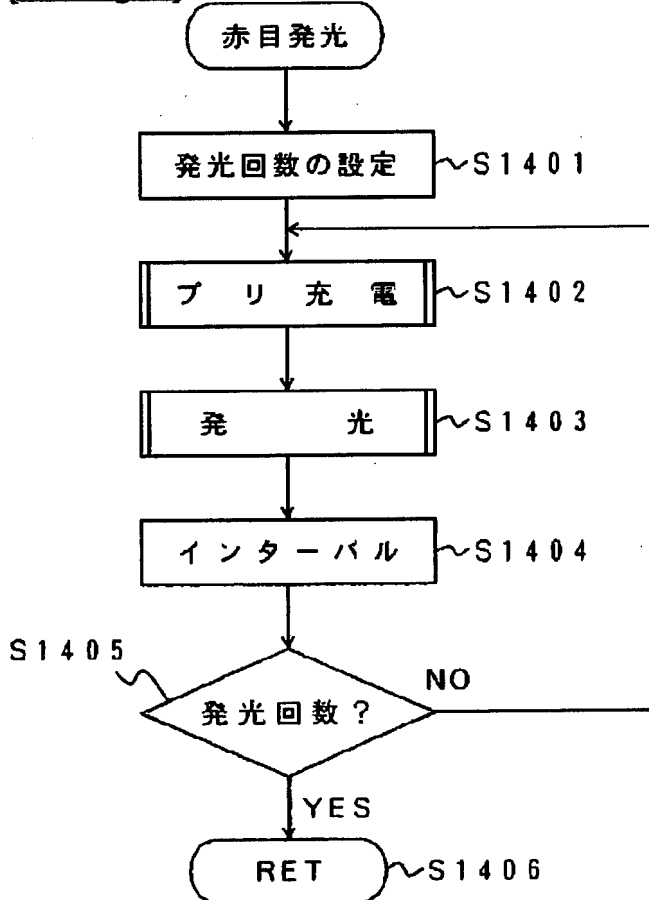 赤目発光
発光回数の設定 S1401
プリ充電 S1402
発光 S1403
インターバル S1404
S1405
発光回数？ NO
YES
RET S1406